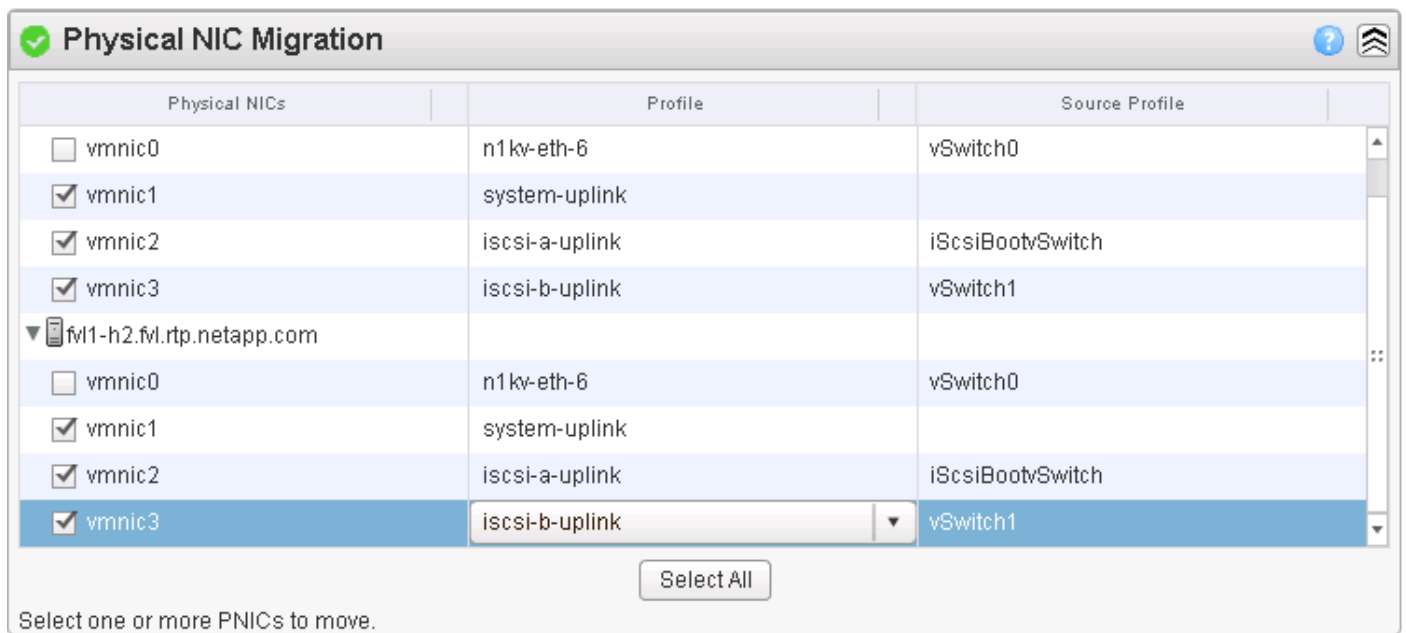 Physical NIC Migration
?
Physical NICs Profile Source Profile
vmnic0 n1kv-eth-6 vSwitch0
vmnic1 system-uplink
vmnic2 iscsi-a-uplink iScsiBootvSwitch
vmnic3 iscsi-b-uplink vSwitch1
fvl1-h2.fvl.rtp.netapp.com
vmnic0 n1kv-eth-6 vSwitch0
vmnic1 system-uplink
vmnic2 iscsi-a-uplink iScsiBootvSwitch
vmnic3 iscsi-b-uplink vSwitch1
Select All
Select one or more PNICs to move.